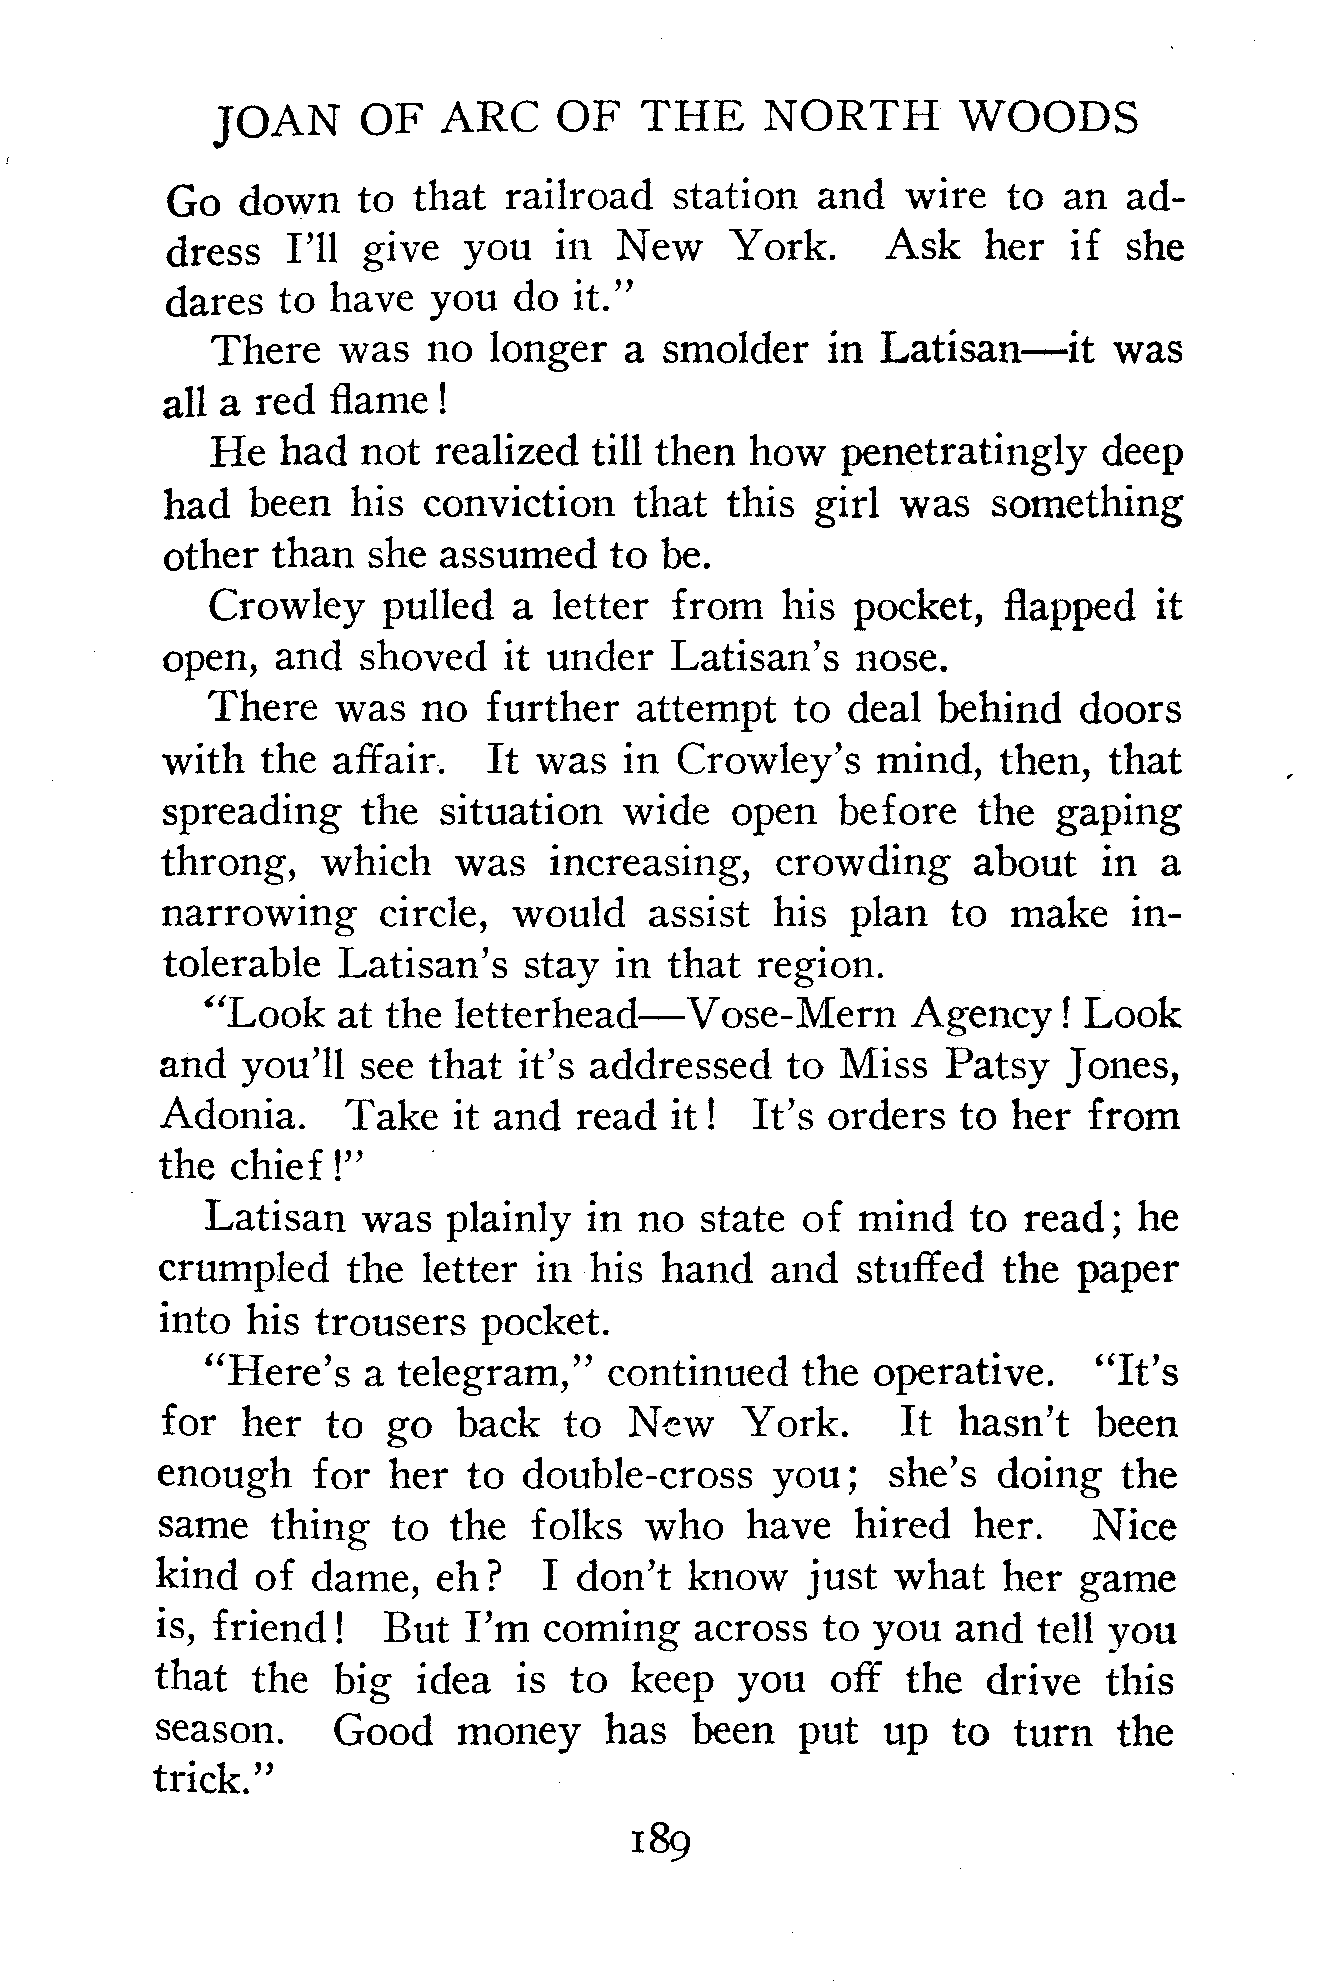 JOAN OF ARC OF THE NORTH WOODS
Go down to that railroad station and wire to an ad-
dress I'll give you in New York. Ask her if she
dares to have you do it."
There was no longer a smolder in Latisan—it was
all a red flame!
He had not realized till then how penetratingly deep
had been his conviction that this girl was something
other than she assumed to be.
Crowley pulled a letter from his pocket, flapped it
open, and shoved it under Latisan's nose.
There was no further attempt to deal behind doors
with the affair. It was in Crowley's mind, then, that
spreading the situation wide open before the gaping
throng, which was increasing, crowding about in a
narrowing circle, would assist his plan to make in-
tolerable Latisan's stay in that region.
"Look at the letterhead—Vose-Mern Agency! Look
and you'll see that it's addressed to Miss Patsy Jones,
Adonia. Take it and read it! It's orders to her from
the chief!"
Latisan was plainly in no state of mind to read; he
crumpled the letter in his hand and stuffed the paper
into his trousers pocket.
"Here's a telegram," continued the operative. "It's
for her to go back to New York. It hasn't been
enough for her to double-cross you; she's doing the
same thing to the folks who have hired her. Nice
kind of dame, eh? I don't know just what her game
is, friend! But I'm coming across to you and tell you
that the big idea is to keep you off the drive this
season. Good money has been put up to turn the
trick."
189